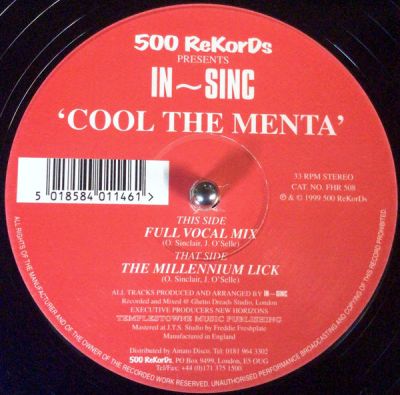 500 ReKorDs
PRESENTS
IN~SINC
'COOL THE MENTA'
33 RPM STEREO
CAT. NO. FHR 508
℗ & © 1999 500 ReKorDs
5 018584 011461 >
THIS SIDE
FULL VOCAL MIX
(O. Sinclair, J. O'Selle)
THAT SIDE
THE MILLENNIUM LICK
(O. Sinclair, J. O'Selle)
ALL TRACKS PRODUCED AND ARRANGED BY IN~SINC
Recorded and Mixed @ Ghetto Dreads Studio, London
EXECUTIVE PRODUCERS NEW HORIZONS
TEMPLESTOWNE MUSIC PUBLISHING
Mastered at J.T.S. Studio by Freddie Freshplate
Manufactured in England
Distributed by Amato Disco. Tel: 0181 964 3302
500 ReKorDs. PO Box 9499, London, E5 OUG
Tel/Fax: +44 (0)171 375 1500.
ALL RIGHTS OF THE MANUFACTURER AND OF THE OWNER OF THE RECORDED WORK RESERVED. UNAUTHORISED PERFORMANCE BROADCASTING AND COPYING OF THIS RECORD PROHIBITED.